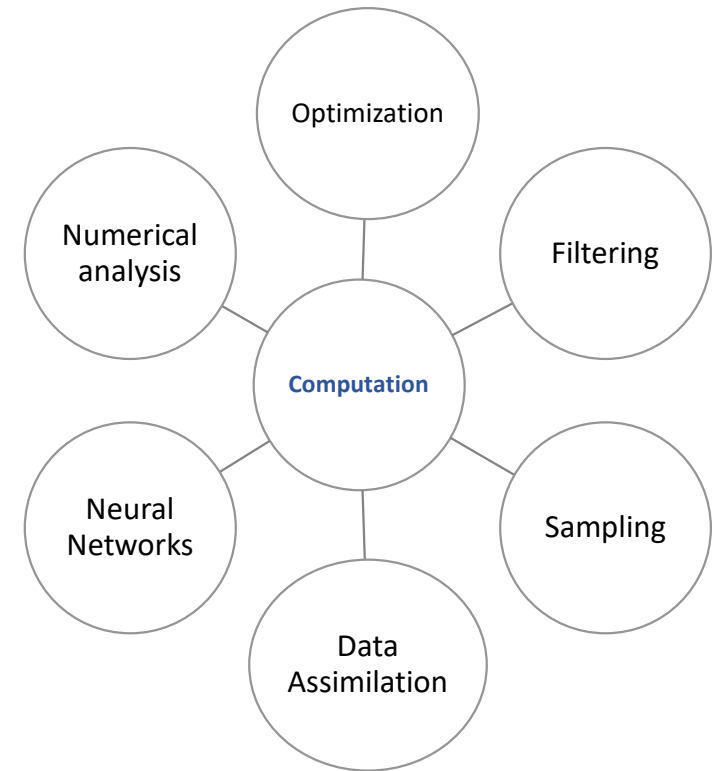 Optimization
Numerical
analysis
Filtering
Computation
Neural
Networks
Sampling
Data
Assimilation